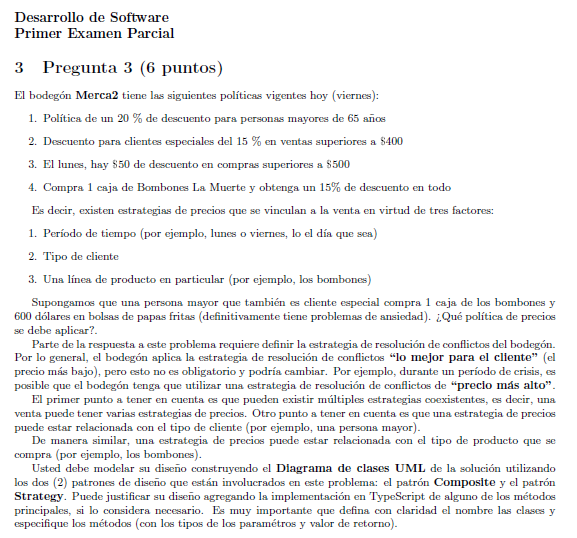 Desarrollo de Software
Primer Examen Parcial
3 Pregunta 3 (6 puntos)
El bodegón Merca2 tiene las siguientes políticas vigentes hoy (viernes):
1. Política de un 20 % de descuento para personas mayores de 65 años
2. Descuento para clientes especiales del 15 % en ventas superiores a $400
3. El lunes, hay $50 de descuento en compras superiores a $500
4. Compra 1 caja de Bombones La Muerte y obtenga un 15% de descuento en todo
Es decir, existen estrategias de precios que se vinculan a la venta en virtud de tres factores:
1. Período de tiempo (por ejemplo, lunes o viernes, lo el día que sea)
2. Tipo de cliente
3. Una línea de producto en particular (por ejemplo, los bombones)
Supongamos que una persona mayor que también es cliente especial compra 1 caja de los bombones y
600 dólares en bolsas de papas fritas (definitivamente tiene problemas de ansiedad). ¿Qué política de precios
se debe aplicar?.
Parte de la respuesta a este problema requiere definir la estrategia de resolución de conflictos del bodegón.
Por lo general, el bodegón aplica la estrategia de resolución de conflictos “lo mejor para el cliente” (el
precio más bajo), pero esto no es obligatorio y podría cambiar. Por ejemplo, durante un período de crisis, es
posible que el bodegón tenga que utilizar una estrategia de resolución de conflictos de “precio más alto”.
El primer punto a tener en cuenta es que pueden existir múltiples estrategias coexistentes, es decir, una
venta puede tener varias estrategias de precios. Otro punto a tener en cuenta es que una estrategia de precios
puede estar relacionada con el tipo de cliente (por ejemplo, una persona mayor).
De manera similar, una estrategia de precios puede estar relacionada con el tipo de producto que se
compra (por ejemplo, los bombones).
Usted debe modelar su diseño construyendo el Diagrama de clases UML de la solución utilizando
los dos (2) patrones de diseño que están involucrados en este problema: el patrón Composite y el patrón
Strategy. Puede justificar su diseño agregando la implementación en TypeScript de alguno de los métodos
principales, si lo considera necesario. Es muy importante que defina con claridad el nombre las clases y
especifique los métodos (con los tipos de los paramétros y valor de retorno).